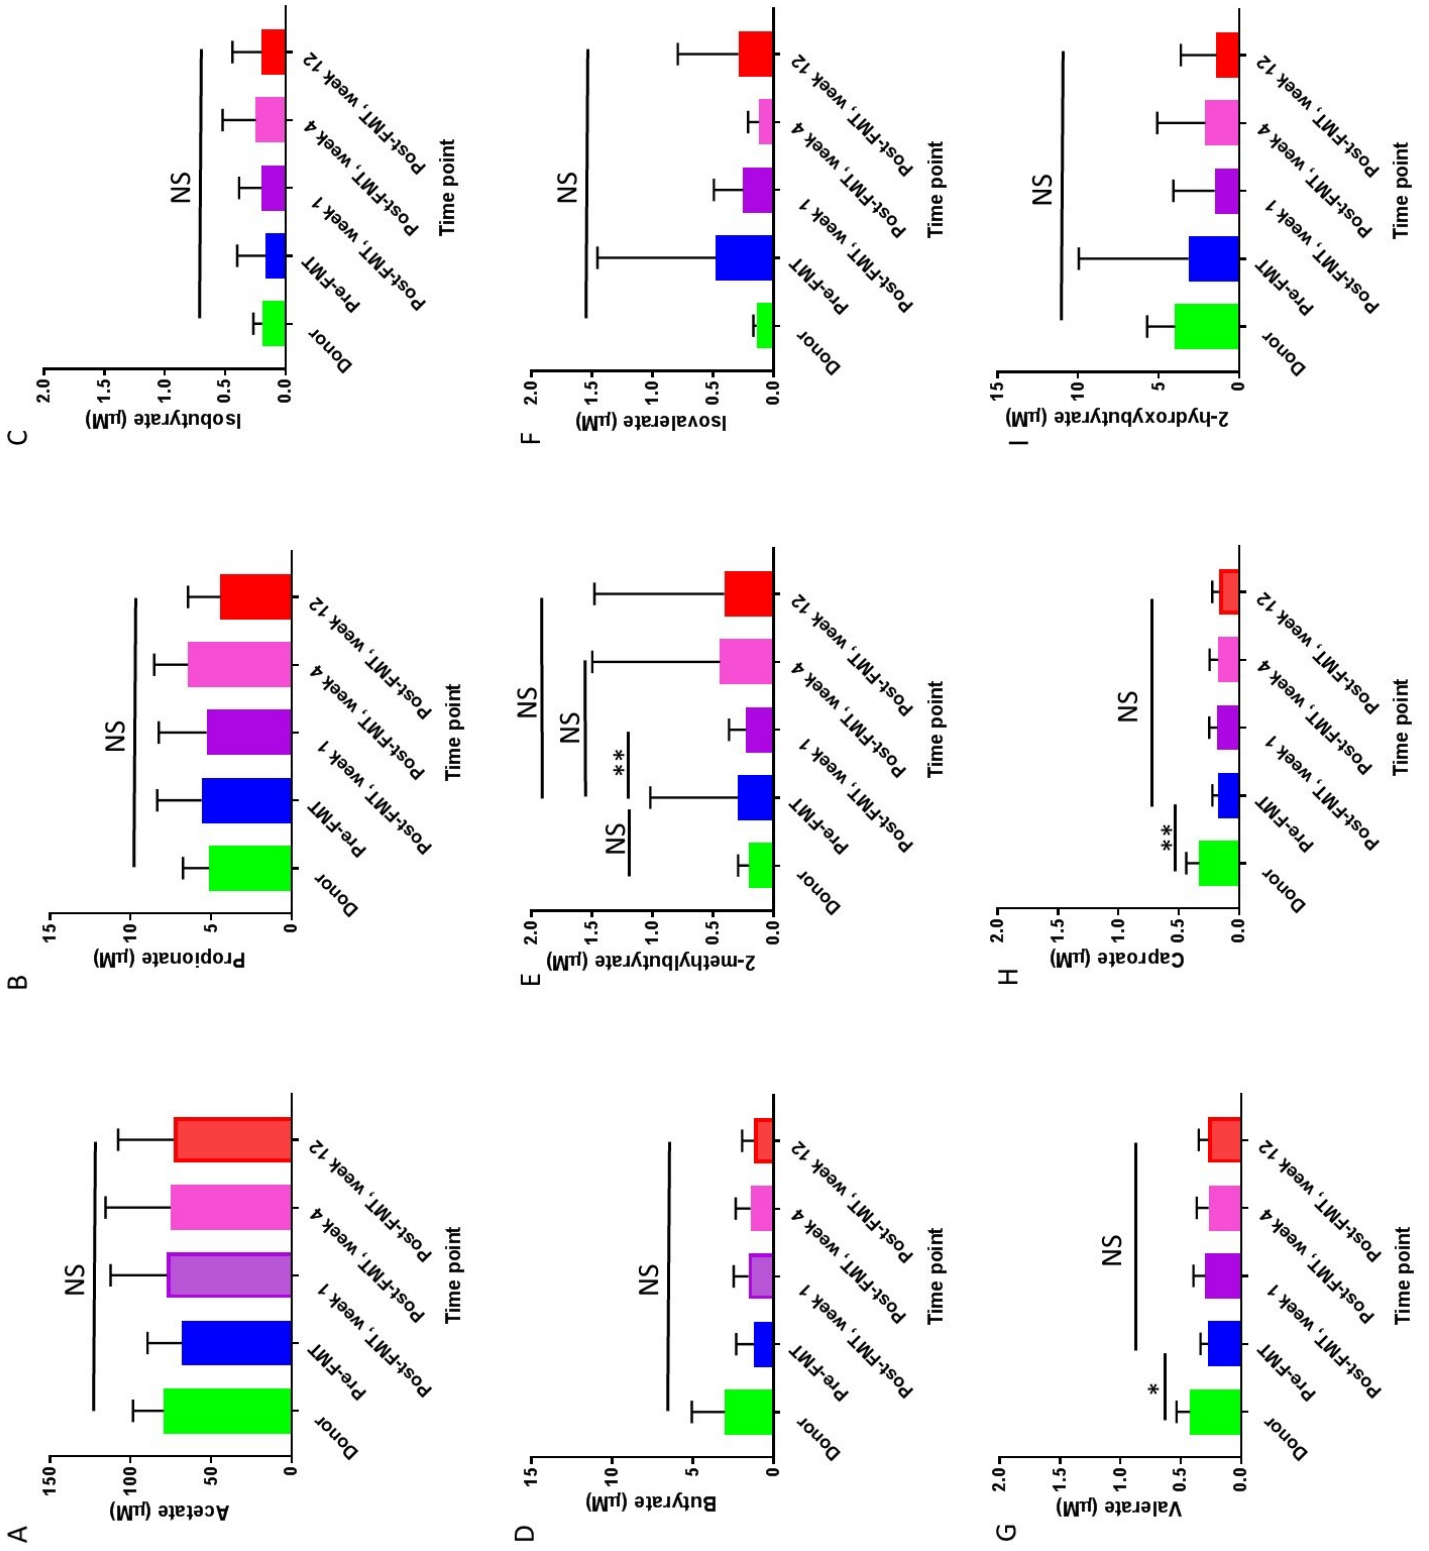 A
Acetate (µM)
150
100
50
0
NS
Donor
Pre-FMT
Post-FMT, week 1
Post-FMT, week 4
Post-FMT, week 12
Time point
B
Propionate (µM)
15
10
5
0
NS
Donor
Pre-FMT
Post-FMT, week 1
Post-FMT, week 4
Post-FMT, week 12
Time point
C
Isobutyrate (µM)
2.0
1.5
1.0
0.5
0.0
NS
Donor
Pre-FMT
Post-FMT, week 1
Post-FMT, week 4
Post-FMT, week 12
Time point
D
Butyrate (µM)
15
10
5
0
NS
Donor
Pre-FMT
Post-FMT, week 1
Post-FMT, week 4
Post-FMT, week 12
Time point
E
2-methylbutyrate (µM)
2.0
1.5
1.0
0.5
0.0
NS
NS
**
NS
Donor
Pre-FMT
Post-FMT, week 1
Post-FMT, week 4
Post-FMT, week 12
Time point
F
Isovalerate (µM)
2.0
1.5
1.0
0.5
0.0
NS
Donor
Pre-FMT
Post-FMT, week 1
Post-FMT, week 4
Post-FMT, week 12
Time point
G
Valerate (µM)
2.0
1.5
1.0
0.5
0.0
NS
*
Donor
Pre-FMT
Post-FMT, week 1
Post-FMT, week 4
Post-FMT, week 12
Time point
H
Caproate (µM)
2.0
1.5
1.0
0.5
0.0
NS
**
Donor
Pre-FMT
Post-FMT, week 1
Post-FMT, week 4
Post-FMT, week 12
Time point
I
2-hydroxybutyrate (µM)
15
10
5
0
NS
Donor
Pre-FMT
Post-FMT, week 1
Post-FMT, week 4
Post-FMT, week 12
Time point